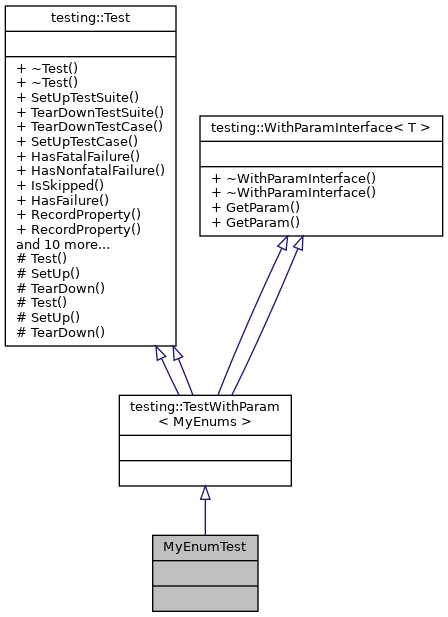 testing::Test
+ ~Test()
+ ~Test()
+ SetUpTestSuite()
+ TearDownTestSuite()
+ TearDownTestCase()
+ SetUpTestCase()
+ HasFatalFailure()
+ HasNonfatalFailure()
+ IsSkipped()
+ HasFailure()
+ RecordProperty()
+ RecordProperty()
and 10 more...
# Test()
# SetUp()
# TearDown()
# Test()
# SetUp()
# TearDown()
testing::WithParamInterface< T >
+ ~WithParamInterface()
+ ~WithParamInterface()
+ GetParam()
+ GetParam()
testing::TestWithParam
< MyEnums >
MyEnumTest